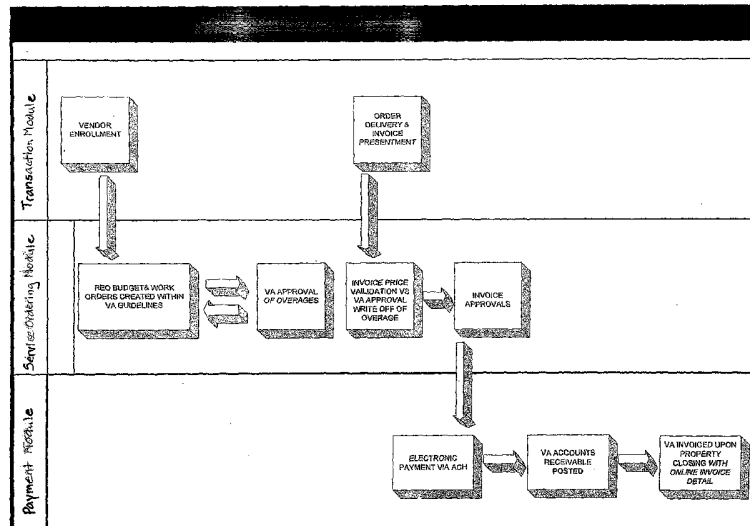 Transaction Module
VENDOR
ENROLLMENT
ORDER
DELIVERY &
INVOICE
PRESENTMENT
Service Ordering Module
REO BUDGET & WORK
ORDERS CREATED WITHIN
VA GUIDELINES
VA APPROVAL
OF OVERAGES
INVOICE PRICE
VALIDATION VS
VA APPROVAL
WRITE OFF OF
OVERAGE
INVOICE
APPROVALS
Payment Module
ELECTRONIC
PAYMENT VIA ACH
VA ACCOUNTS
RECEIVABLE
POSTED
VA INVOICED UPON
PROPERTY
CLOSING WITH
ONLINE INVOICE
DETAIL